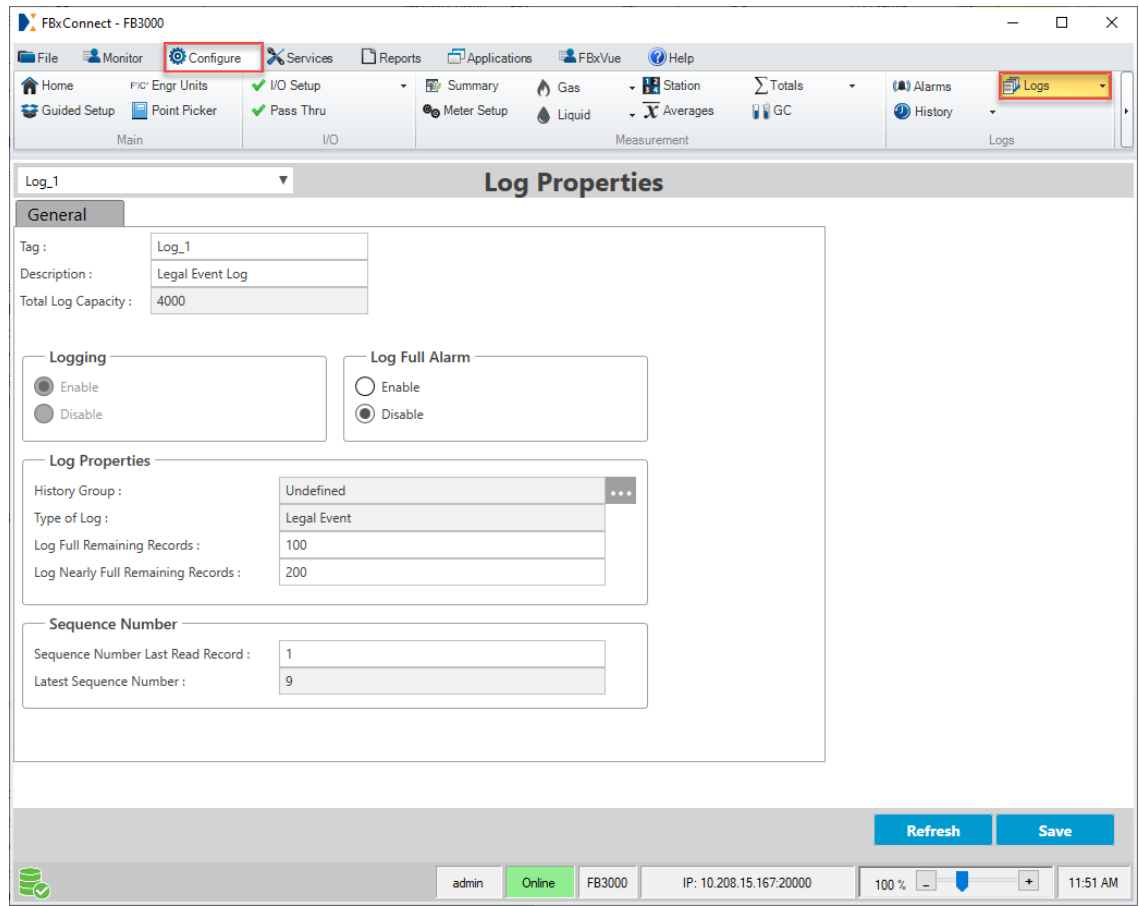 FBxConnect - FB3000
File Monitor Configure Services Reports Applications FBxVue Help
Home F/C° Engr Units I/O Setup Summary Gas Station ∑Totals Alarms Logs
Guided Setup Point Picker Pass Thru Meter Setup Liquid X Averages GC History
Main I/O Measurement Logs
Log_1 Log Properties
General
Tag : Log_1
Description : Legal Event Log
Total Log Capacity : 4000
Logging Log Full Alarm
Enable Enable
Disable Disable
Log Properties
History Group : Undefined ...
Type of Log : Legal Event
Log Full Remaining Records : 100
Log Nearly Full Remaining Records : 200
Sequence Number
Sequence Number Last Read Record : 1
Latest Sequence Number : 9
Refresh Save
admin Online FB3000 IP: 10.208.15.167:20000 100 % - + 11:51 AM